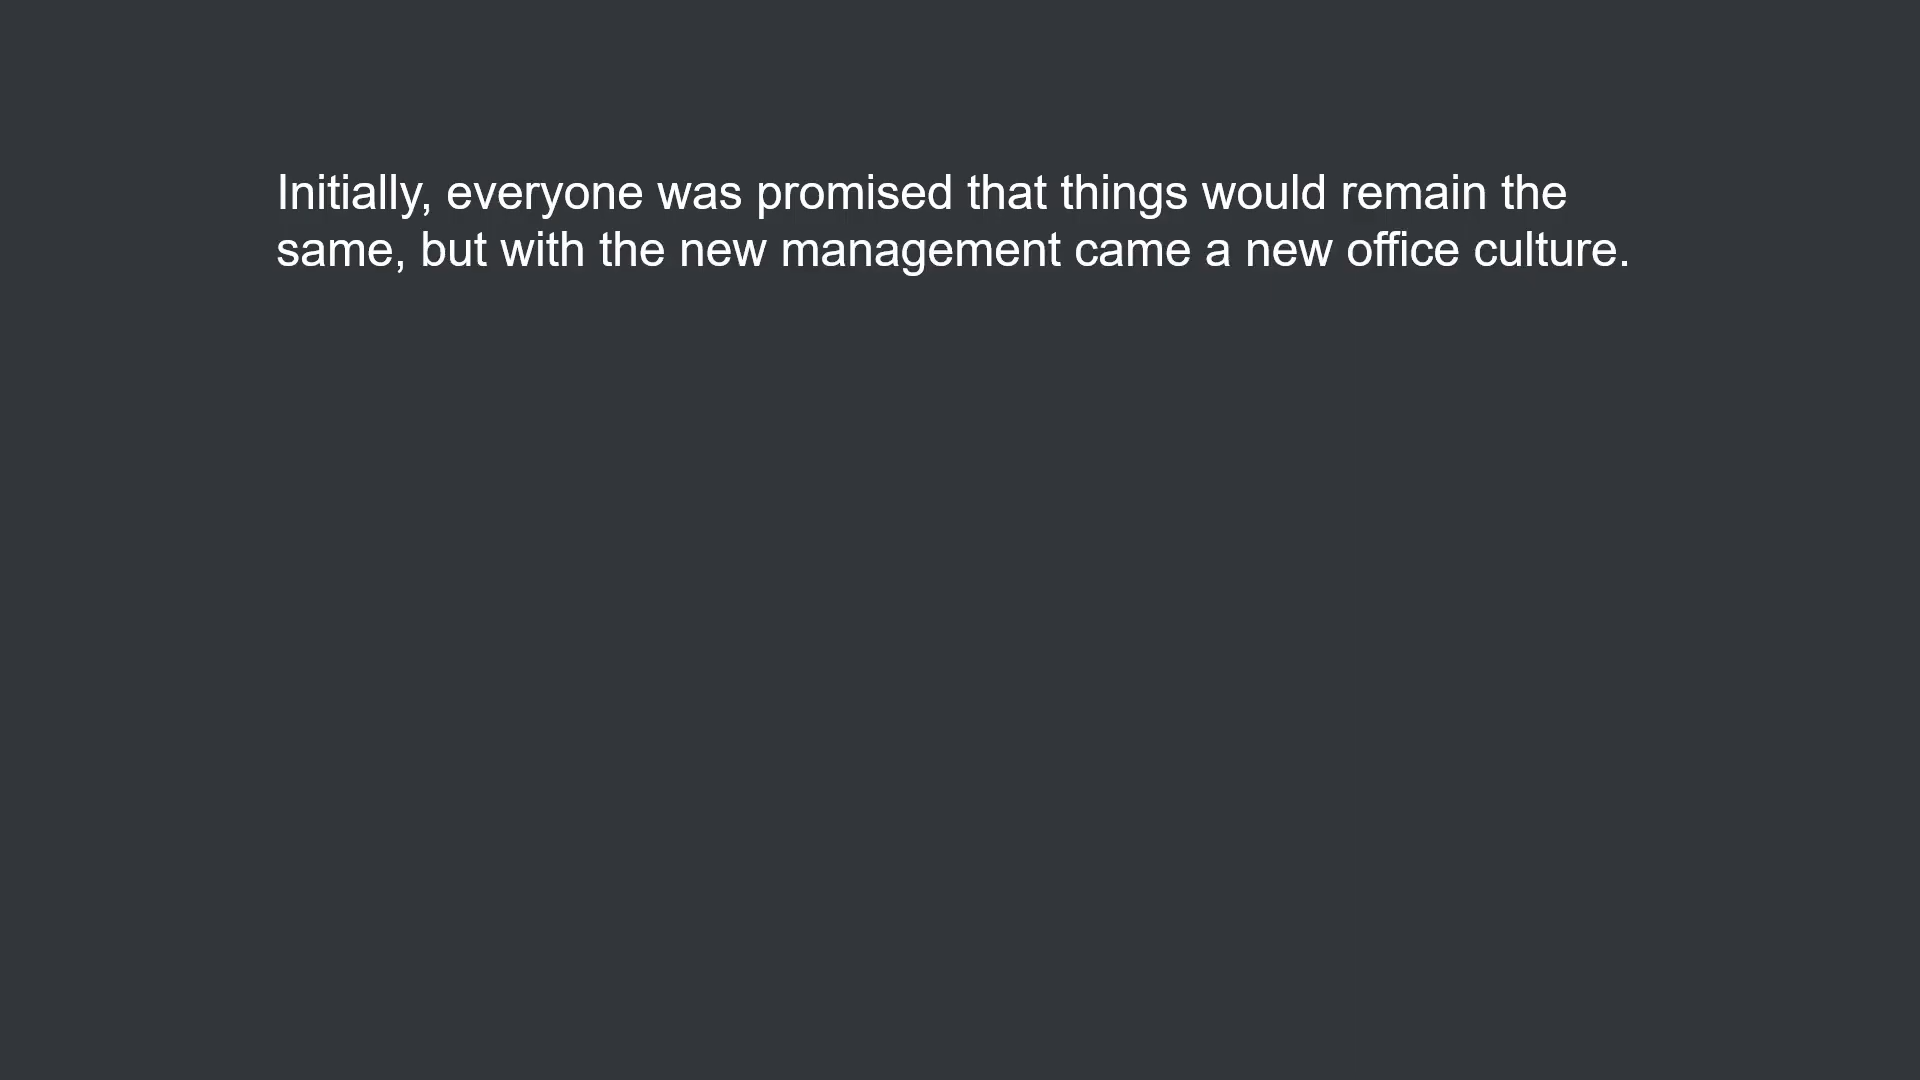 Initially, everyone was promised that things would remain the
same, but with the new management came a new office culture.